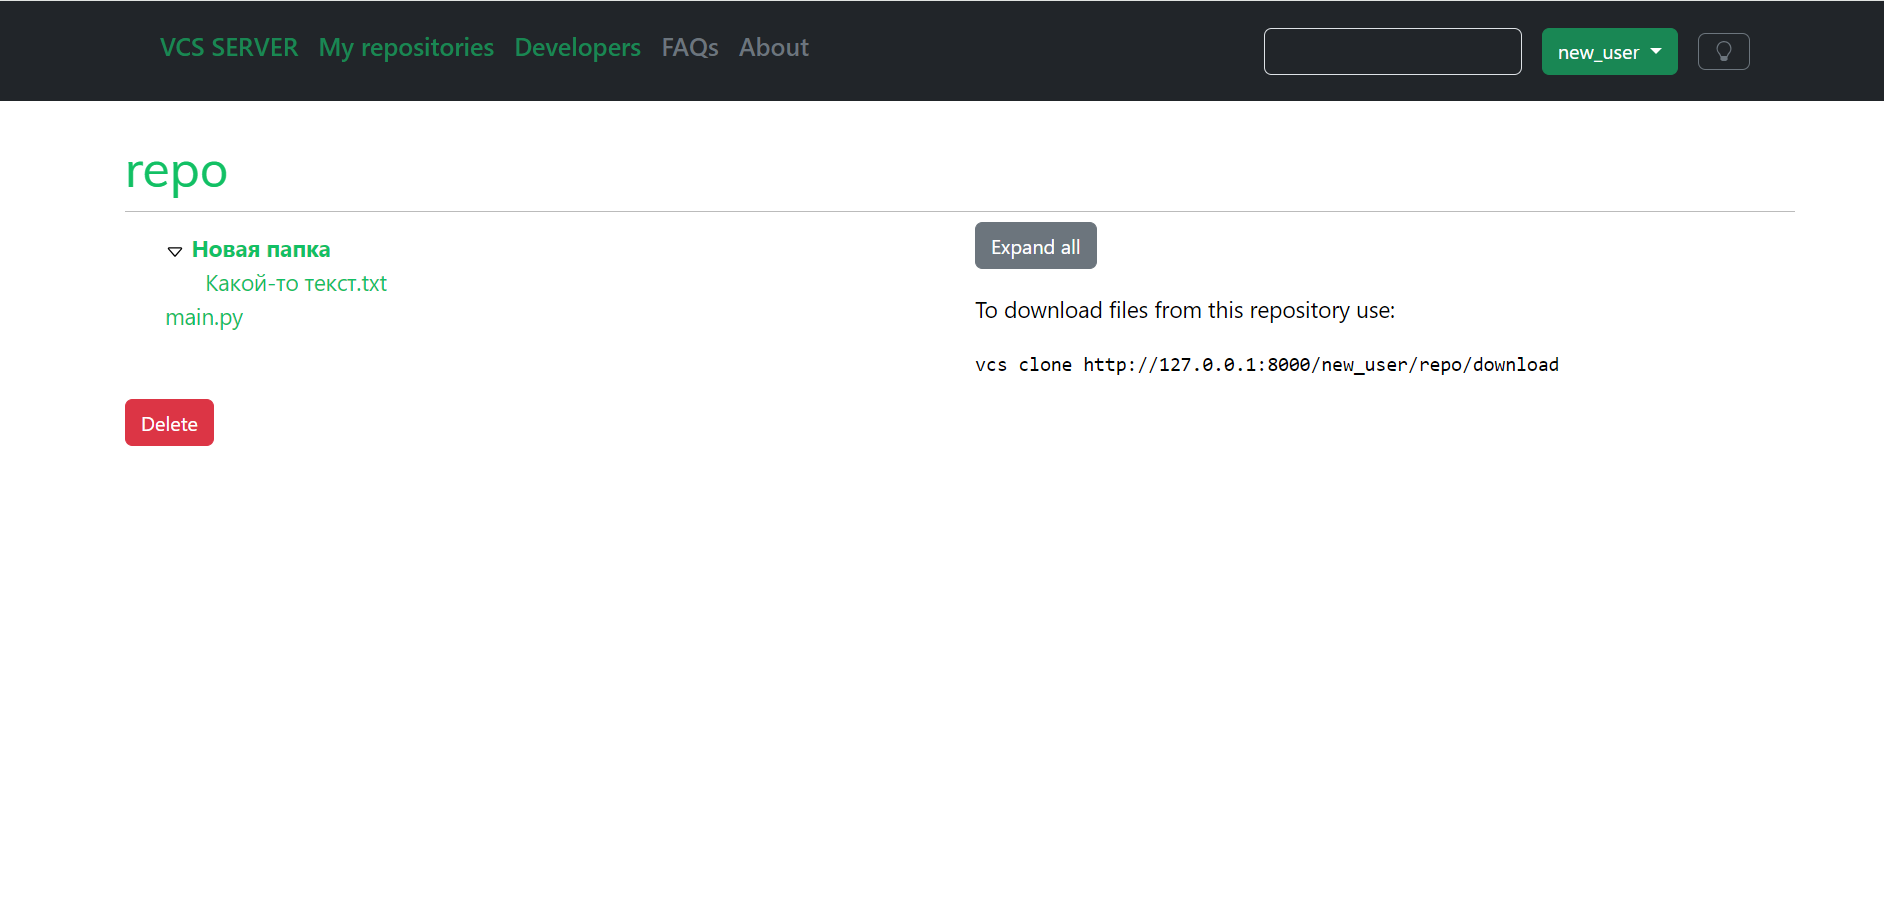 VCS SERVER My repositories Developers FAQs About new_user
repo
Новая папка
Какой-то текст.txt
main.py
Delete
Expand all
To download files from this repository use:
vcs clone http://127.0.0.1:8000/new_user/repo/download